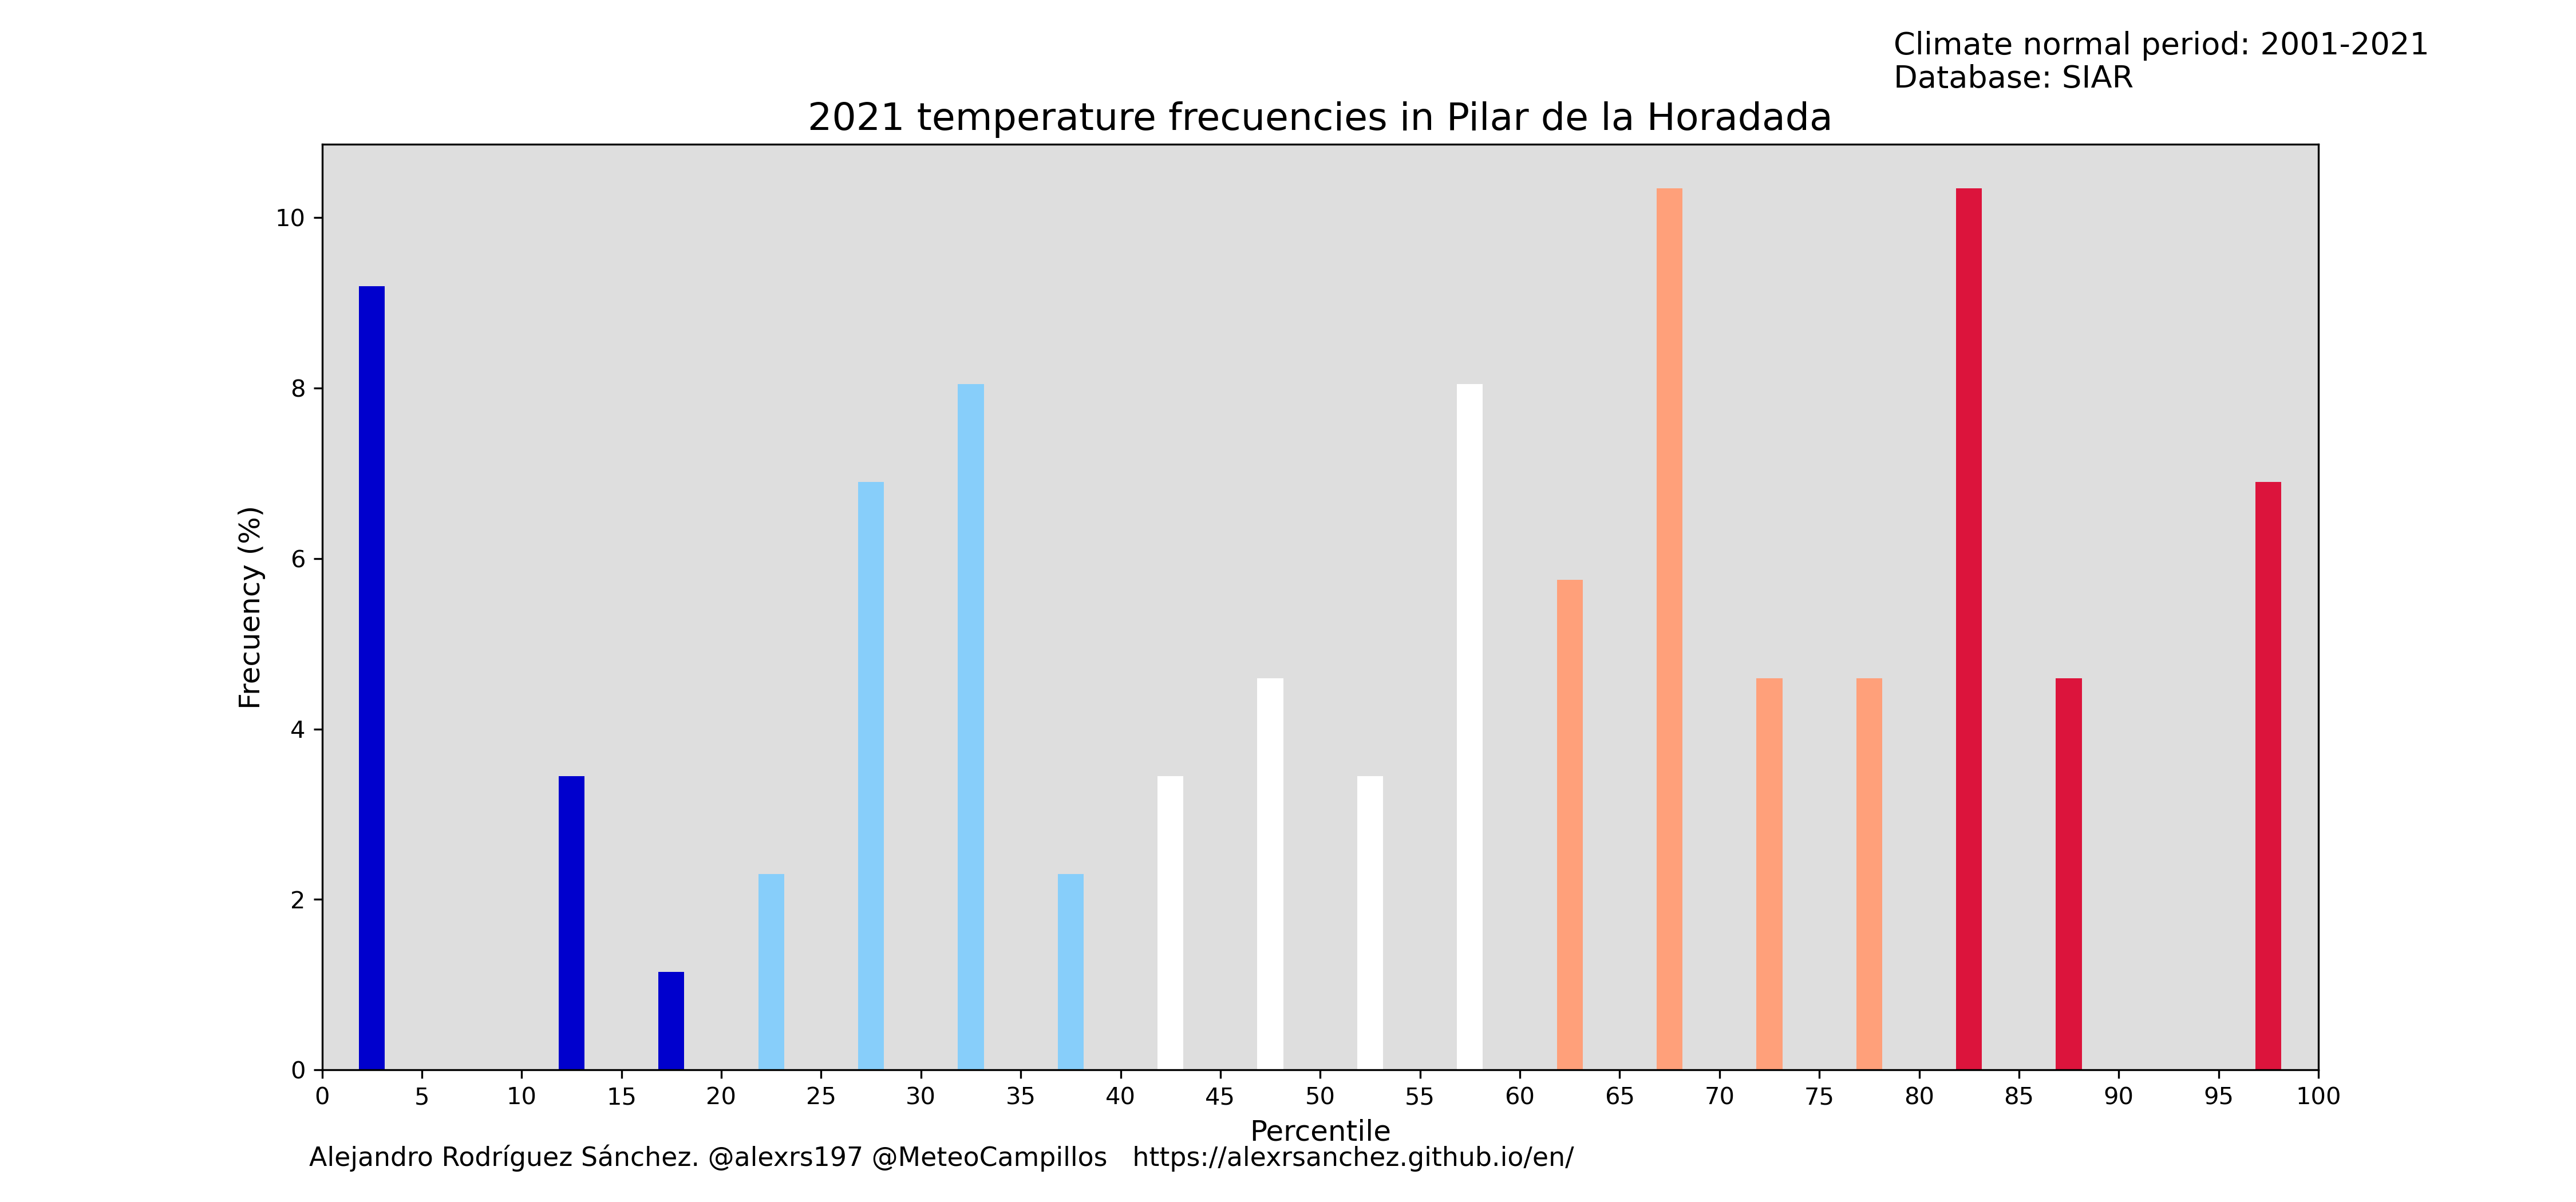 Climate normal period: 2001-2021
Database: SIAR
2021 temperature frecuencies in Pilar de la Horadada
Frecuency (%)
10
8
6
4
2
0
0 5 10 15 20 25 30 35 40 45 50 55 60 65 70 75 80 85 90 95 100
Percentile
Alejandro Rodríguez Sánchez. @alexrs197 @MeteoCampillos https://alexrsanchez.github.io/en/